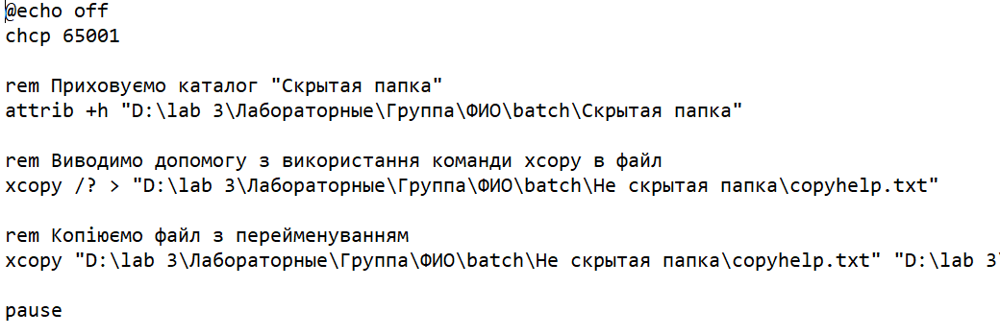 @echo off
chcp 65001
rem Приховуємо каталог "Скрытая папка"
attrib +h "D:\lab 3\Лабораторные\Группа\ФИО\batch\Скрытая папка"
rem Виводимо допомогу з використання команди xcopy в файл
xcopy /? > "D:\lab 3\Лабораторные\Группа\ФИО\batch\Не скрытая папка\copyhelp.txt"
rem Копіюємо файл з перейменуванням
xcopy "D:\lab 3\Лабораторные\Группа\ФИО\batch\Не скрытая папка\copyhelp.txt" "D:\lab 3\
pause